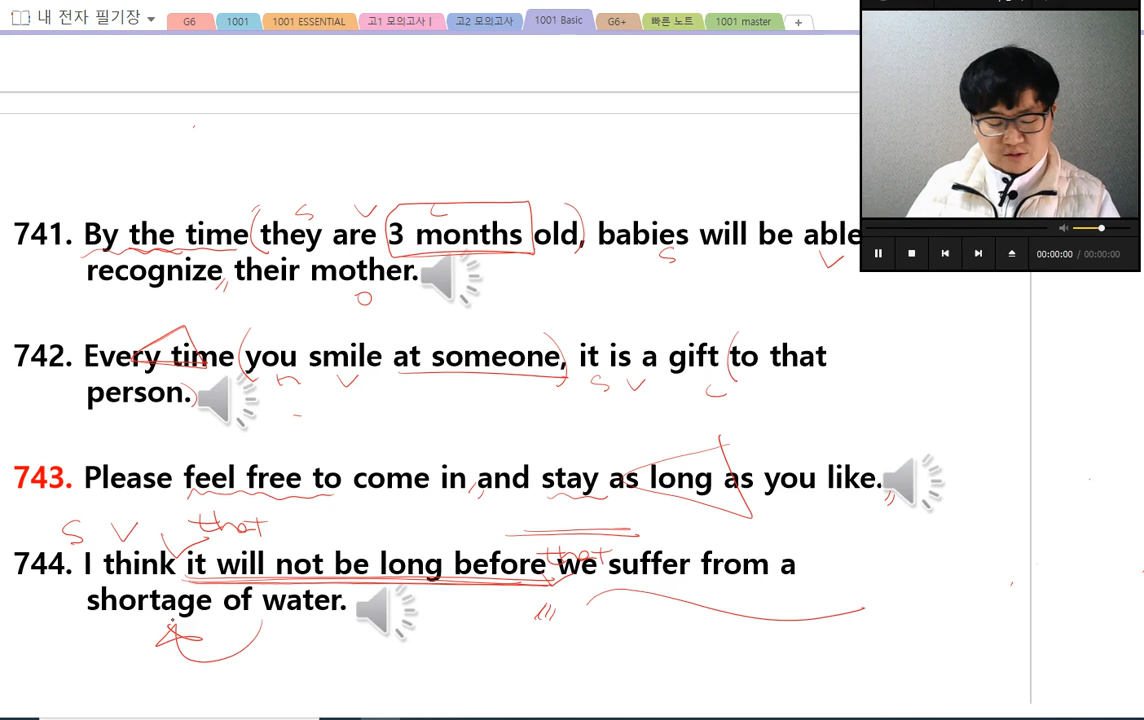 내 전자 필기장
G6 1001 1001 ESSENTIAL 고1 모의고사 I 고2 모의고사 1001 Basic G6+ 빠른 노트 1001 master +
00:00:00 / 00:00:00
S V C
741. By the time (they are 3 months old), babies will be able
S V
recognize their mother.
O
742. Every time (you smile at someone), it is a gift (to that
V S V C
person.)
743. Please feel free to come in, and stay as long as you like.
S V that
that
744. I think it will not be long before we suffer from a
shortage of water.